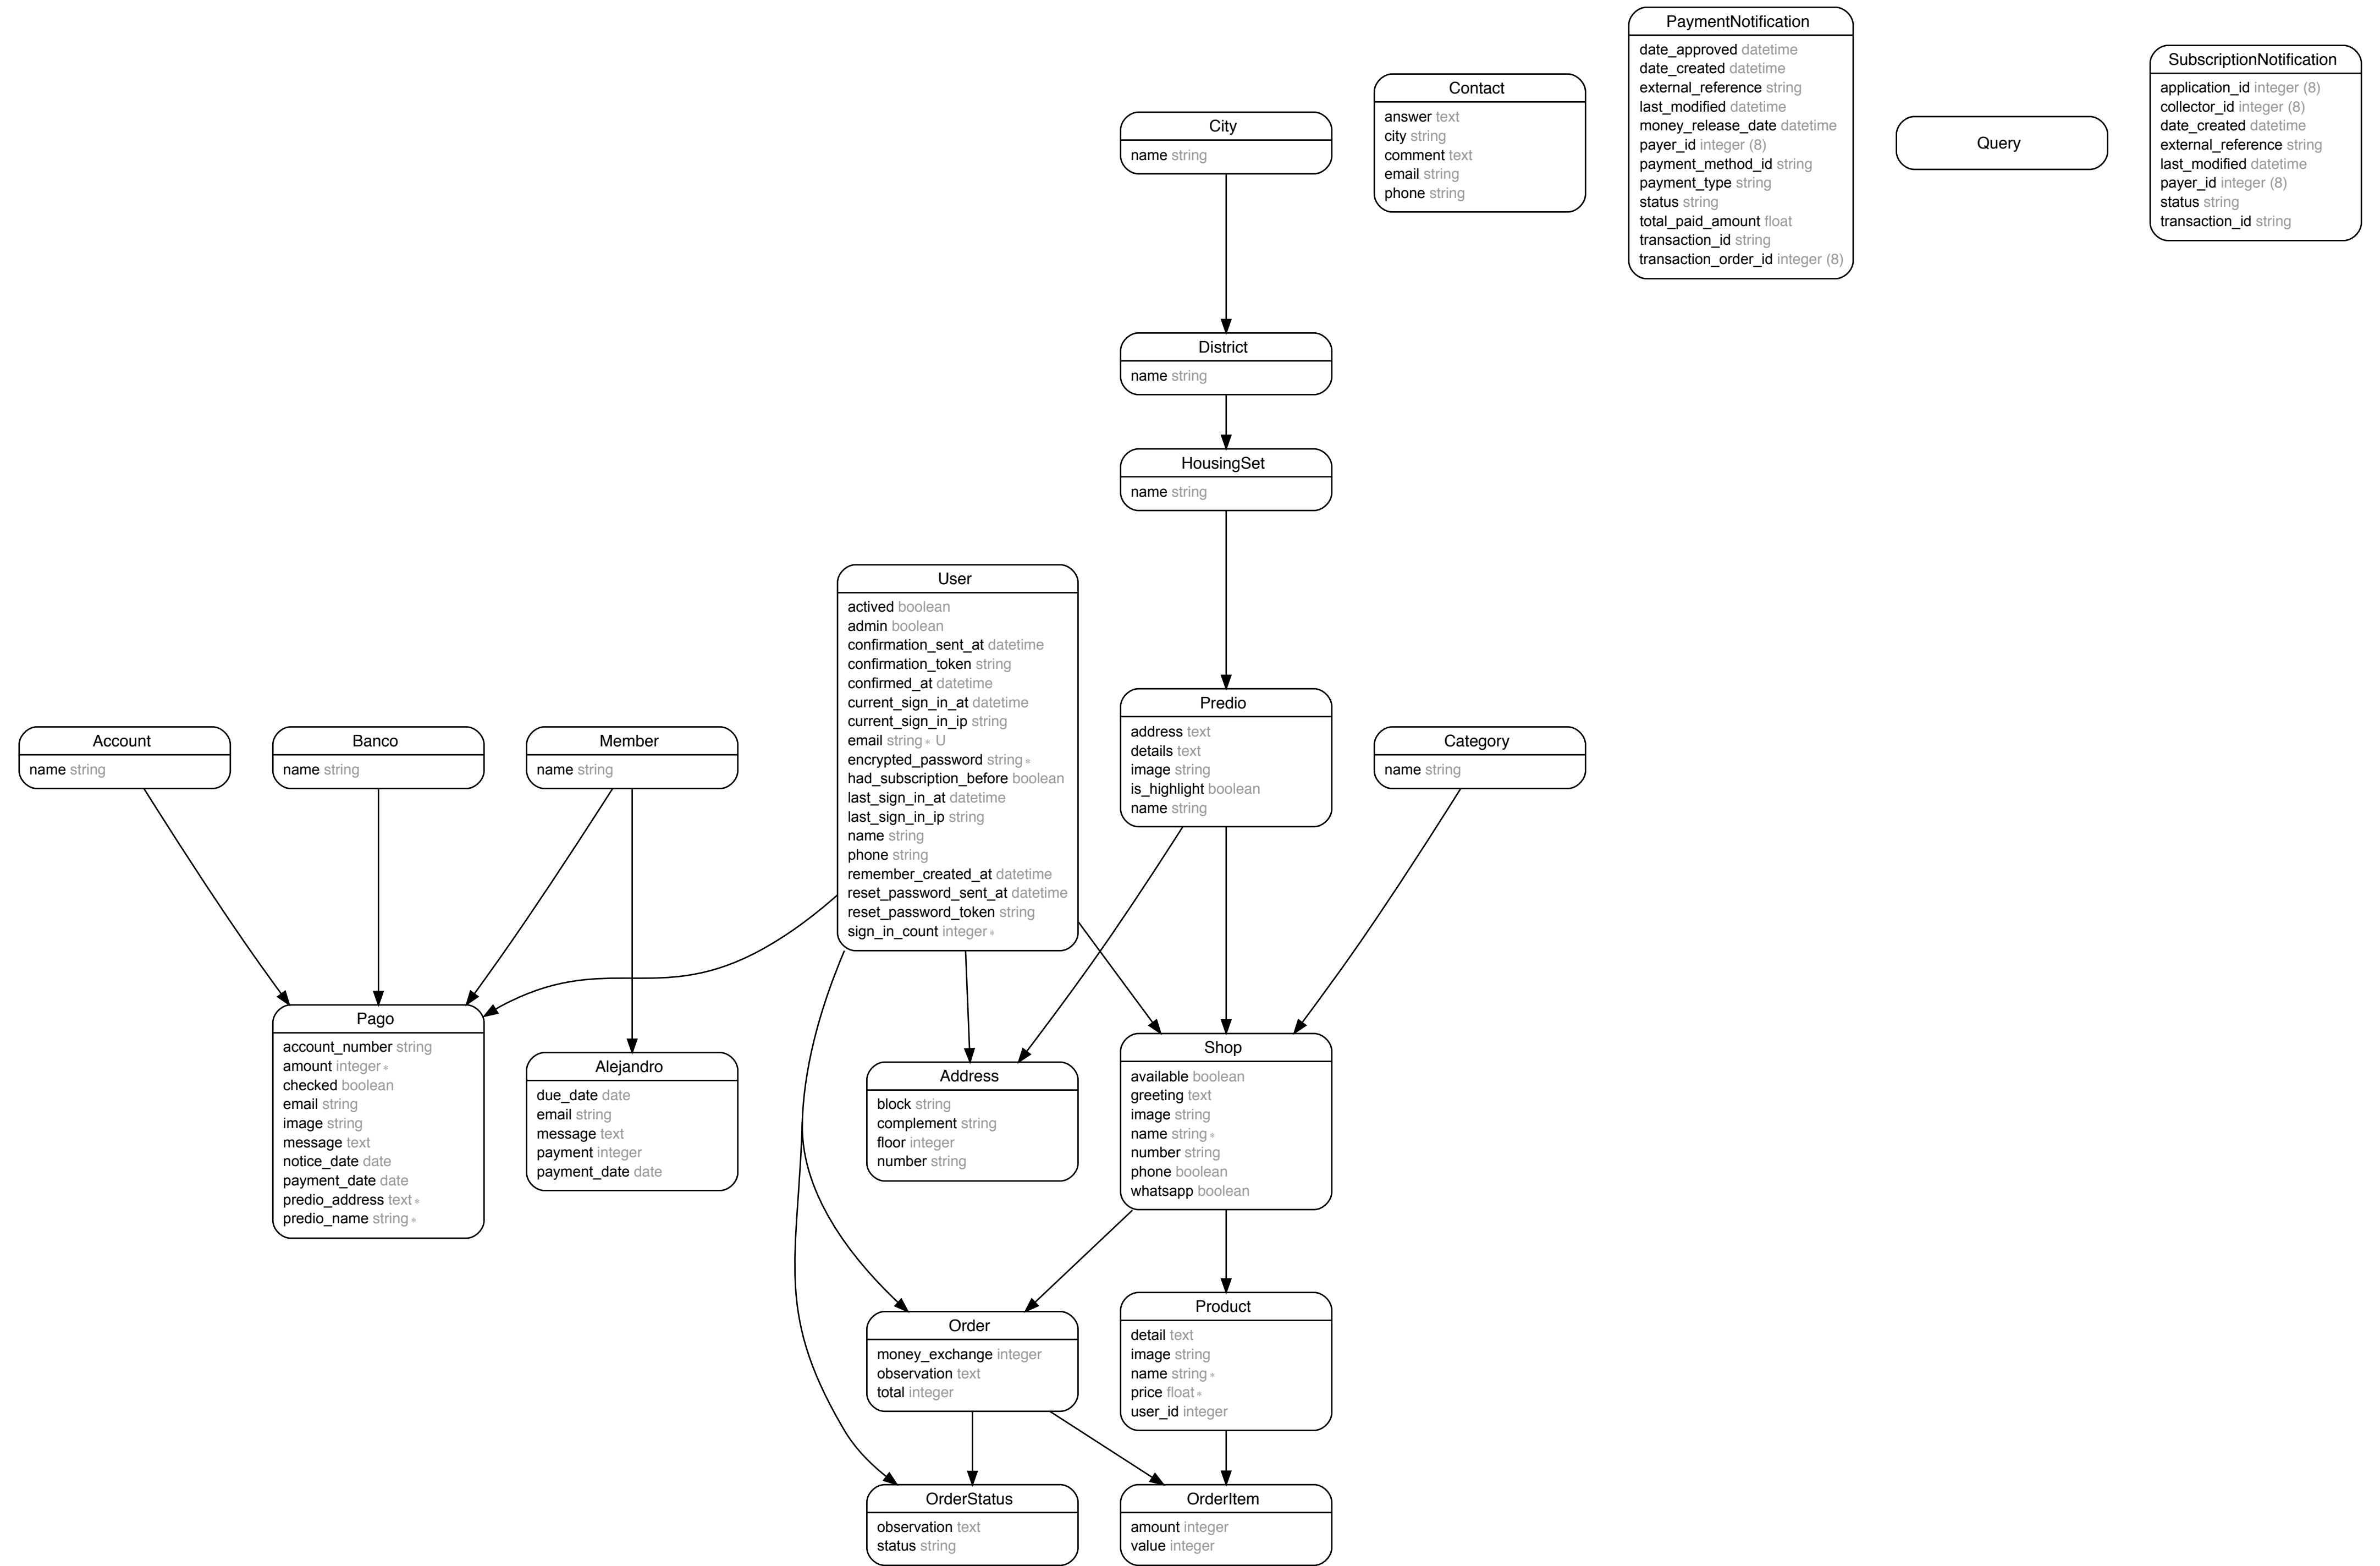 PaymentNotification
date_approved datetime
date_created datetime
external_reference string
last_modified datetime
money_release_date datetime
payer_id integer (8)
payment_method_id string
payment_type string
status string
total_paid_amount float
transaction_id string
transaction_order_id integer (8)
SubscriptionNotification
application_id integer (8)
collector_id integer (8)
date_created datetime
external_reference string
last_modified datetime
payer_id integer (8)
status string
transaction_id string
Contact
answer text
city string
comment text
email string
phone string
City
name string
Query
District
name string
HousingSet
name string
User
actived boolean
admin boolean
confirmation_sent_at datetime
confirmation_token string
confirmed_at datetime
current_sign_in_at datetime
current_sign_in_ip string
email string * U
encrypted_password string *
had_subscription_before boolean
last_sign_in_at datetime
last_sign_in_ip string
name string
phone string
remember_created_at datetime
reset_password_sent_at datetime
reset_password_token string
sign_in_count integer *
Predio
address text
details text
image string
is_highlight boolean
name string
Account
name string
Banco
name string
Member
name string
Category
name string
Pago
account_number string
amount integer *
checked boolean
email string
image string
message text
notice_date date
payment_date date
predio_address text *
predio_name string *
Alejandro
due_date date
email string
message text
payment integer
payment_date date
Address
block string
complement string
floor integer
number string
Shop
available boolean
greeting text
image string
name string *
number string
phone boolean
whatsapp boolean
Order
money_exchange integer
observation text
total integer
Product
detail text
image string
name string *
price float *
user_id integer
OrderStatus
observation text
status string
OrderItem
amount integer
value integer